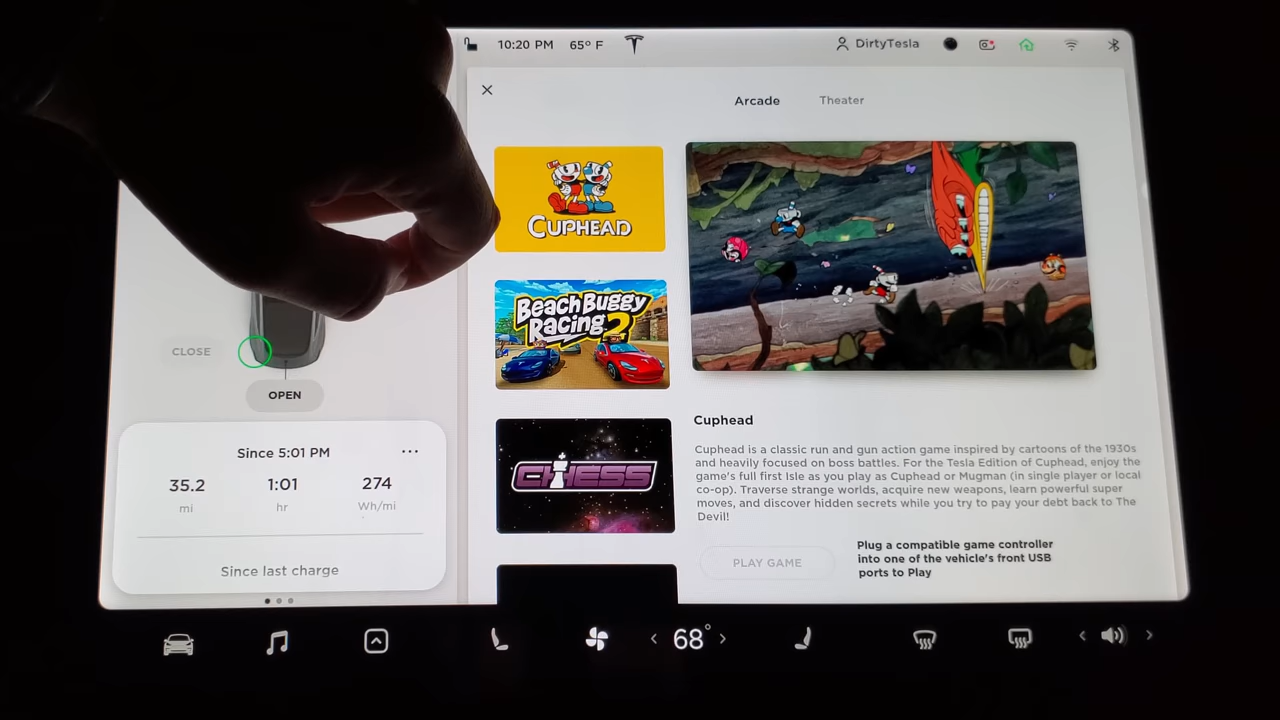 10:20 PM 65° F DirtyTesla
Arcade Theater
CUPHEAD
BEACH BUGGY
RACING 2
CHESS
CLOSE
OPEN
Since 5:01 PM ...
35.2 1:01 274
mi hr Wh/mi
Since last charge
Cuphead
Cuphead is a classic run and gun action game inspired by cartoons of the 1930s
and heavily focused on boss battles. For the Tesla Edition of Cuphead, enjoy the
game's full first Isle as you play as Cuphead or Mugman (in single player or local
co-op). Traverse strange worlds, acquire new weapons, learn powerful super
moves, and discover hidden secrets while you try to pay your debt back to The
Devil!
PLAY GAME
Plug a compatible game controller
into one of the vehicle's front USB
ports to Play
68°